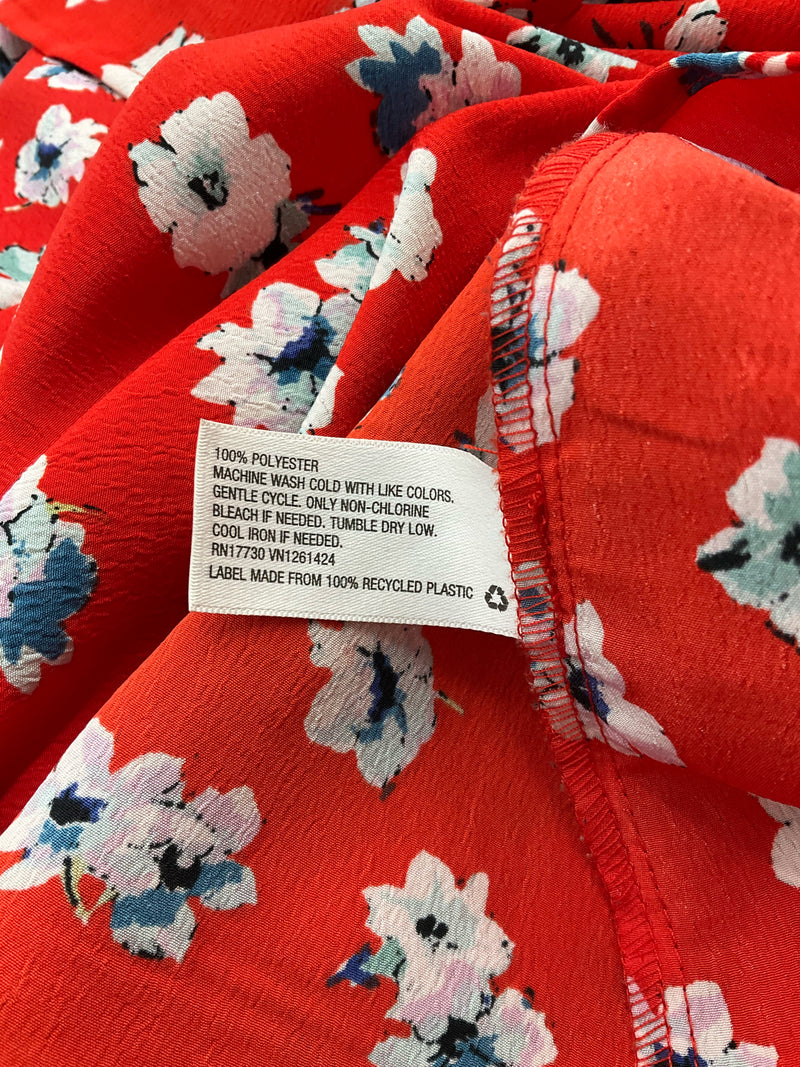 100% POLYESTER
MACHINE WASH COLD WITH LIKE COLORS.
GENTLE CYCLE. ONLY NON-CHLORINE
BLEACH IF NEEDED. TUMBLE DRY LOW.
COOL IRON IF NEEDED.
RN17730 VN1261424
LABEL MADE FROM 100% RECYCLED PLASTIC